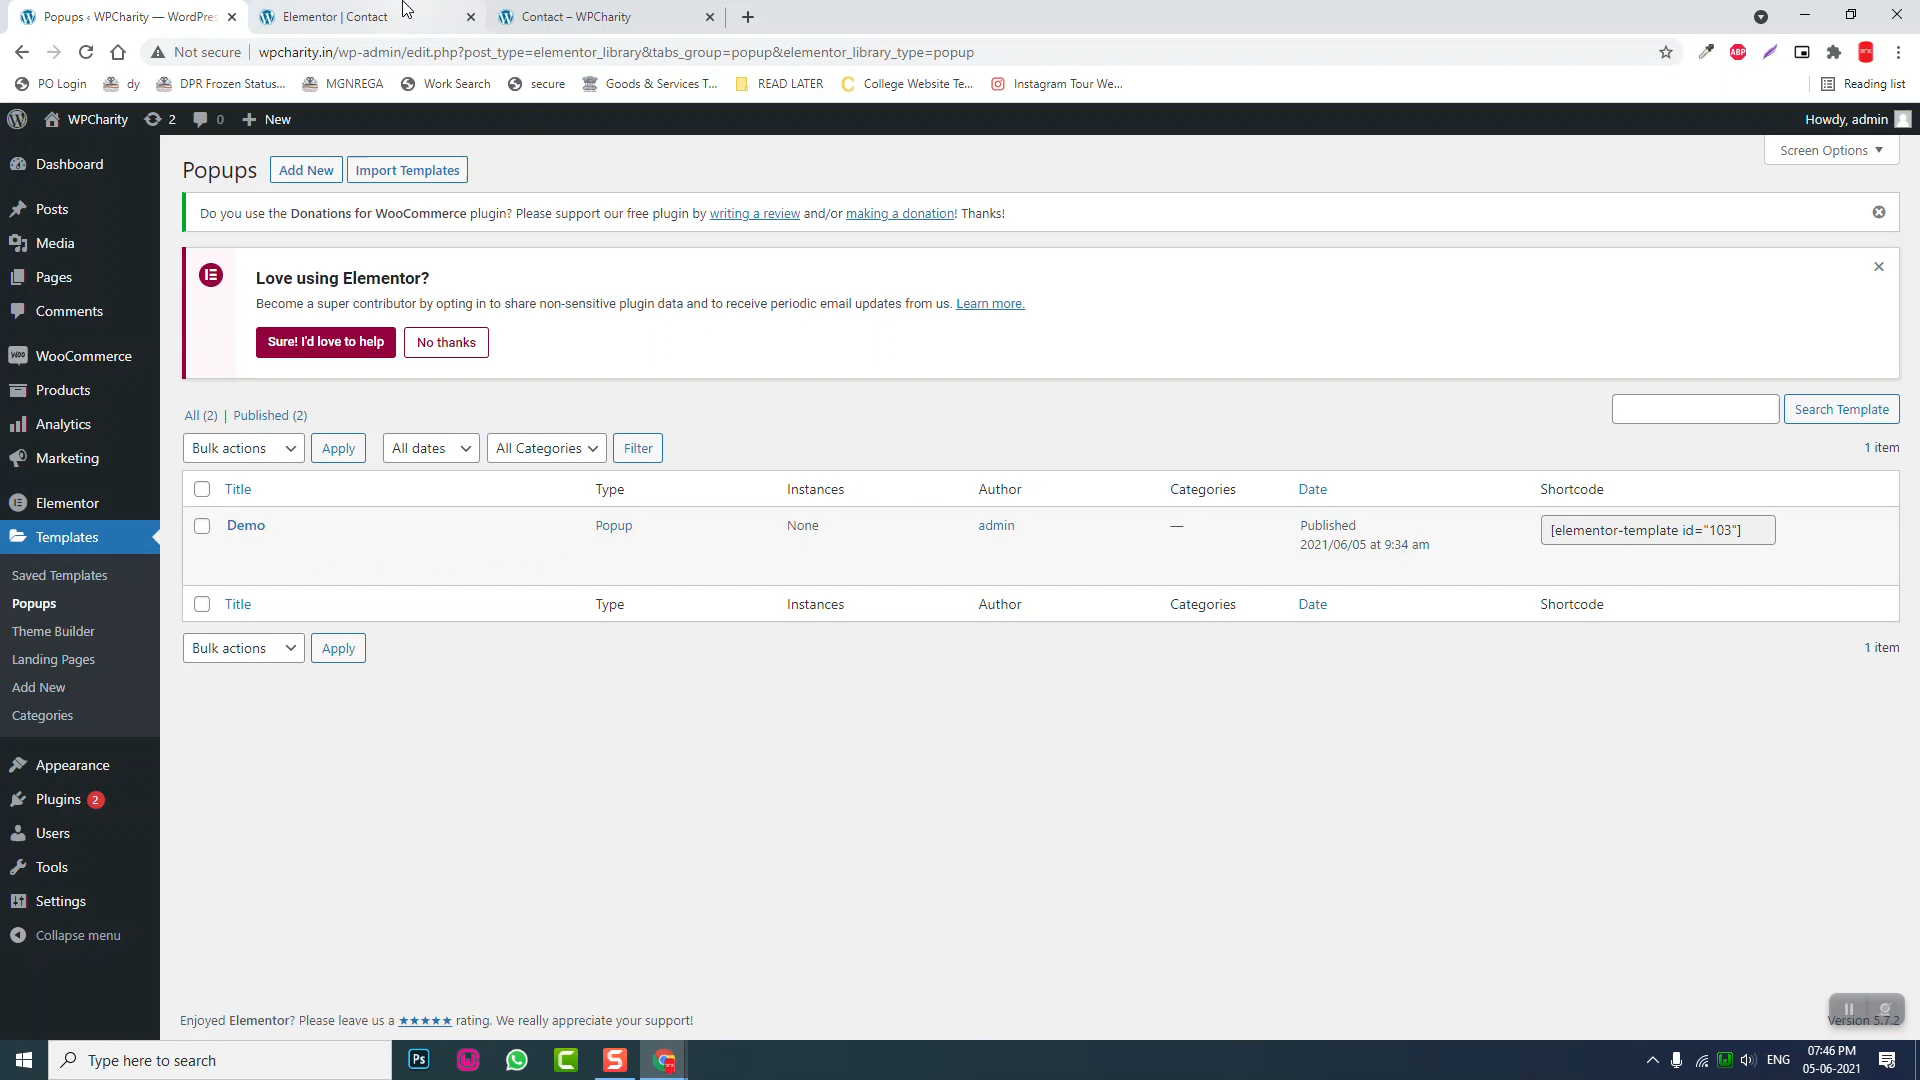 Popups ‹ WPCharity — WordPres
Elementor | Contact
Contact – WPCharity
Not secure
wpcharity.in/wp-admin/edit.php?post_type=elementor_library&tabs_group=popup&elementor_library_type=popup
PO Login
dy
DPR Frozen Status...
MGNREGA
Work Search
secure
Goods & Services T...
READ LATER
College Website Te...
Instagram Tour We...
Reading list
WPCharity
2
0
New
Howdy, admin
Screen Options
Dashboard
Posts
Media
Pages
Comments
WooCommerce
Products
Analytics
Marketing
Elementor
Templates
Saved Templates
Popups
Theme Builder
Landing Pages
Add New
Categories
Appearance
Plugins 2
Users
Tools
Settings
Collapse menu
Popups
Add New
Import Templates
Do you use the Donations for WooCommerce plugin? Please support our free plugin by writing a review and/or making a donation! Thanks!
Love using Elementor?
Become a super contributor by opting in to share non-sensitive plugin data and to receive periodic email updates from us. Learn more.
Sure! I'd love to help
No thanks
All (2) | Published (2)
Search Template
Bulk actions
Apply
All dates
All Categories
Filter
1 item
Title Type Instances Author Categories Date Shortcode
Demo Popup None admin — Published [elementor-template id="103"]
2021/06/05 at 9:34 am
Title Type Instances Author Categories Date Shortcode
Bulk actions
Apply
1 item
Enjoyed Elementor? Please leave us a ★★★★★ rating. We really appreciate your support!
Version 5.7.2
Type here to search
Ps
ENG
07:46 PM
05-06-2021